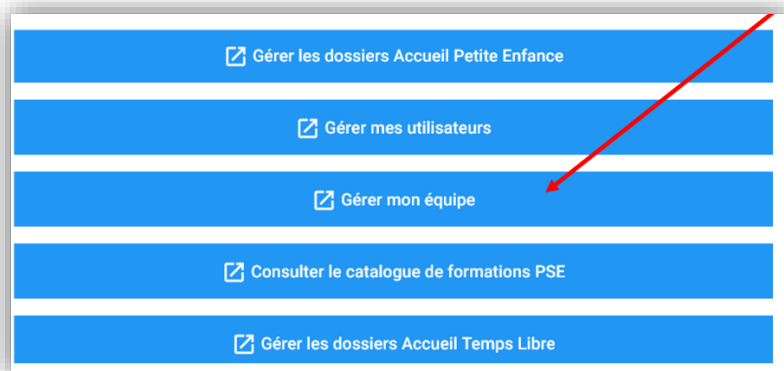 Gérer les dossiers Accueil Petite Enfance
Gérer mes utilisateurs
Gérer mon équipe
Consulter le catalogue de formations PSE
Gérer les dossiers Accueil Temps Libre